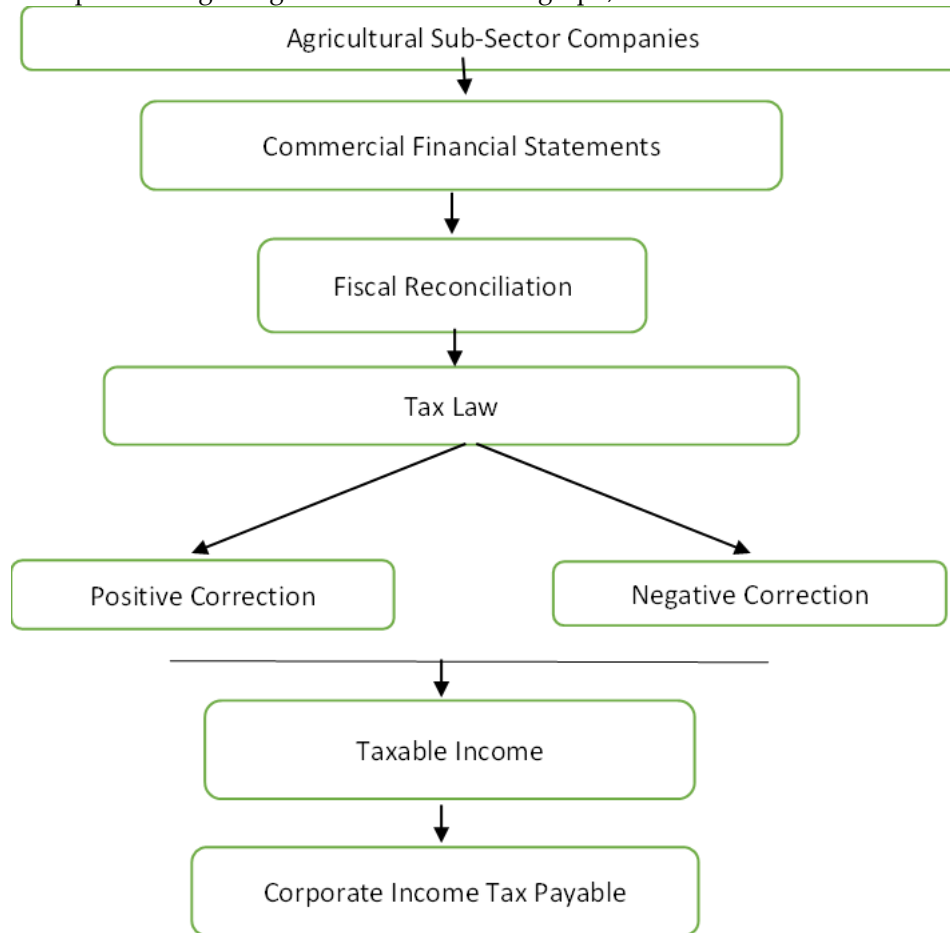 Agricultural Sub-Sector Companies
Commercial Financial Statements
Fiscal Reconciliation
Tax Law
Positive Correction
Negative Correction
Taxable Income
Corporate Income Tax Payable